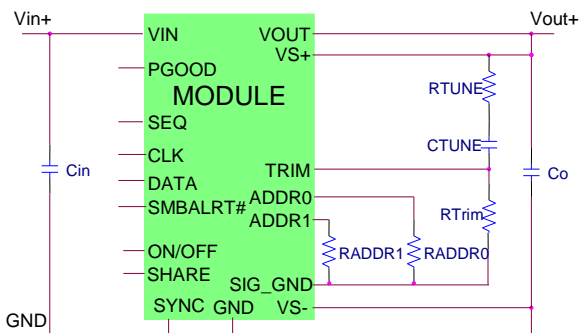 Vin+
VIN
VOUT
Vout+
VS+
PGOOD
RTUNE
MODULE
SEQ
CTUNE
CLK
TRIM
Cin
Co
DATA
ADDR0
SMBALRT#
ADDR1
RTrim
ON/OFF
RADDR1
RADDR0
SHARE
SIG_GND
SYNC
GND
VS-
GND